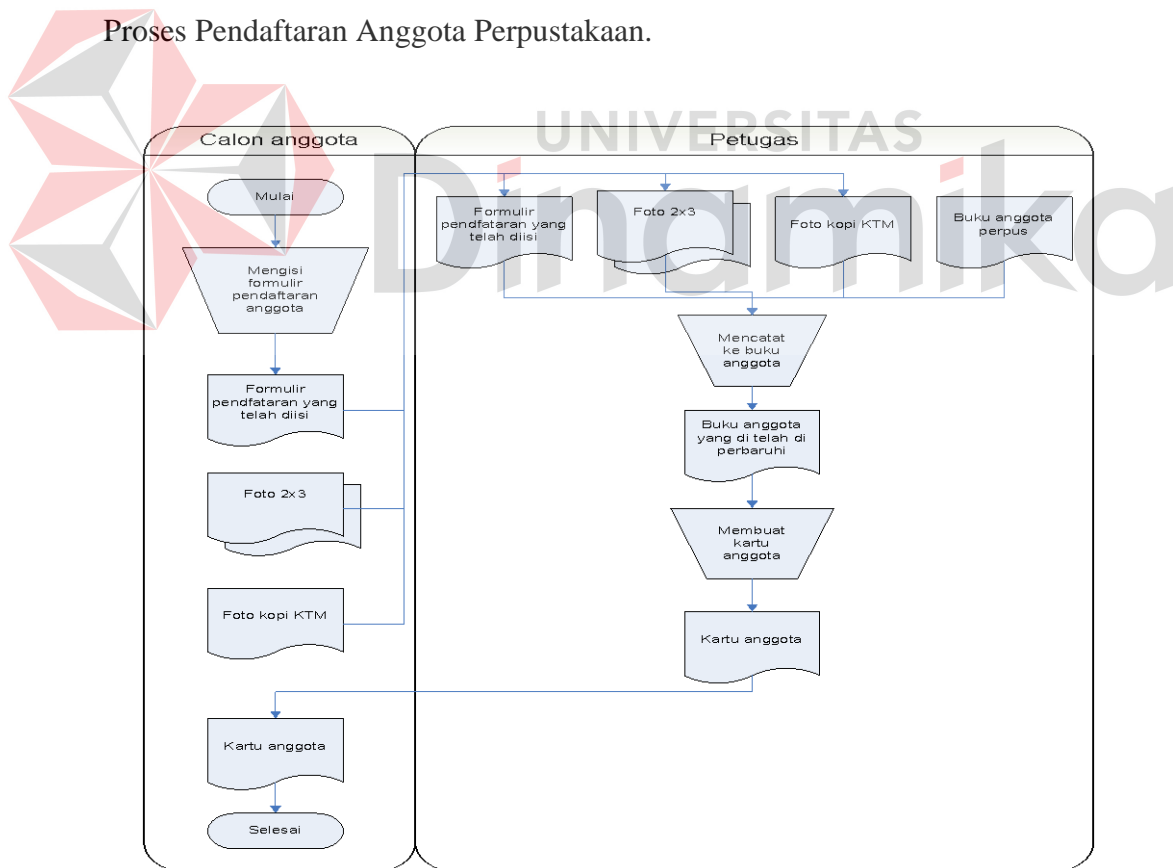 Proses Pendaftaran Anggota Perpustakaan.
UNIVERSITAS
Dinamika
Calon anggota
Mulai
Mengisi
formulir
pendaftaran
anggota
Formulir
pendfataran yang
telah diisi
Foto 2x3
Foto kopi KTM
Kartu anggota
Selesai
Petugas
Formulir
pendfataran yang
telah diisi
Foto 2x3
Foto kopi KTM
Buku anggota
perpus
Mencatat
ke buku
anggota
Buku anggota
yang di telah di
perbaruhi
Membuat
kartu
anggota
Kartu anggota